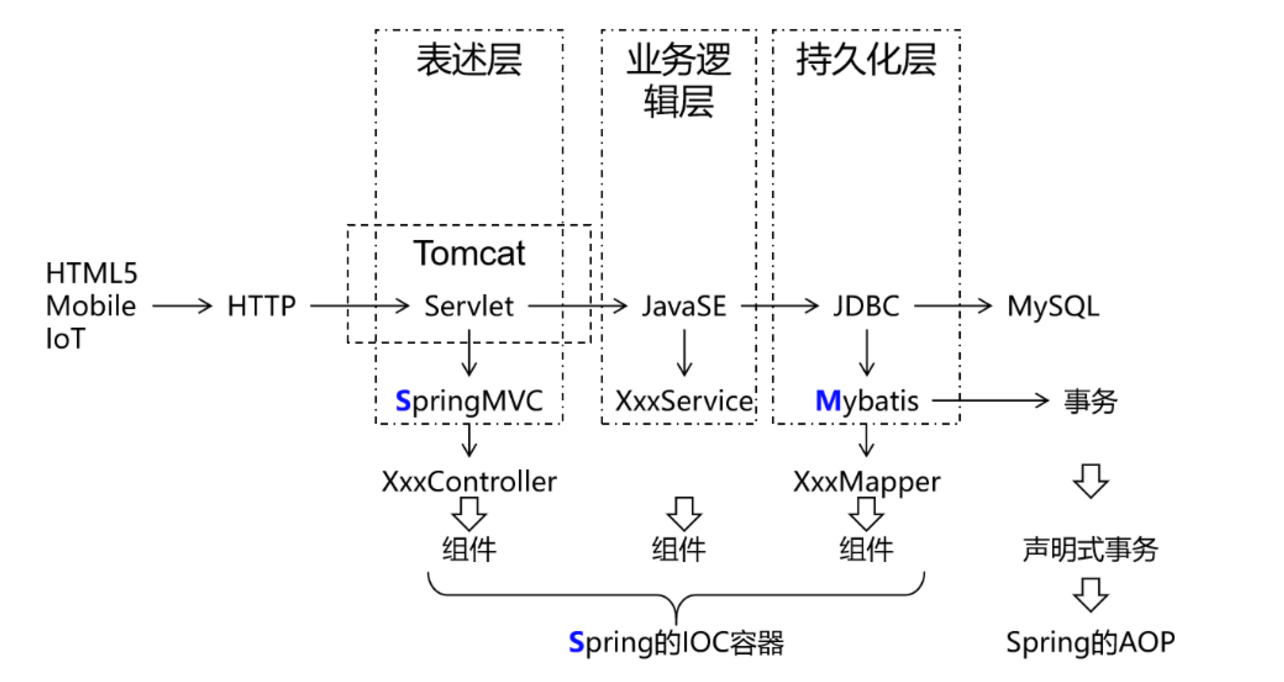 表述层
业务逻
辑层
持久化层
Tomcat
HTML5
Mobile
IoT
HTTP
Servlet
JavaSE
JDBC
MySQL
SpringMVC
XxxService
Mybatis
事务
XxxController
XxxMapper
组件
组件
组件
声明式事务
Spring的IOC容器
Spring的AOP